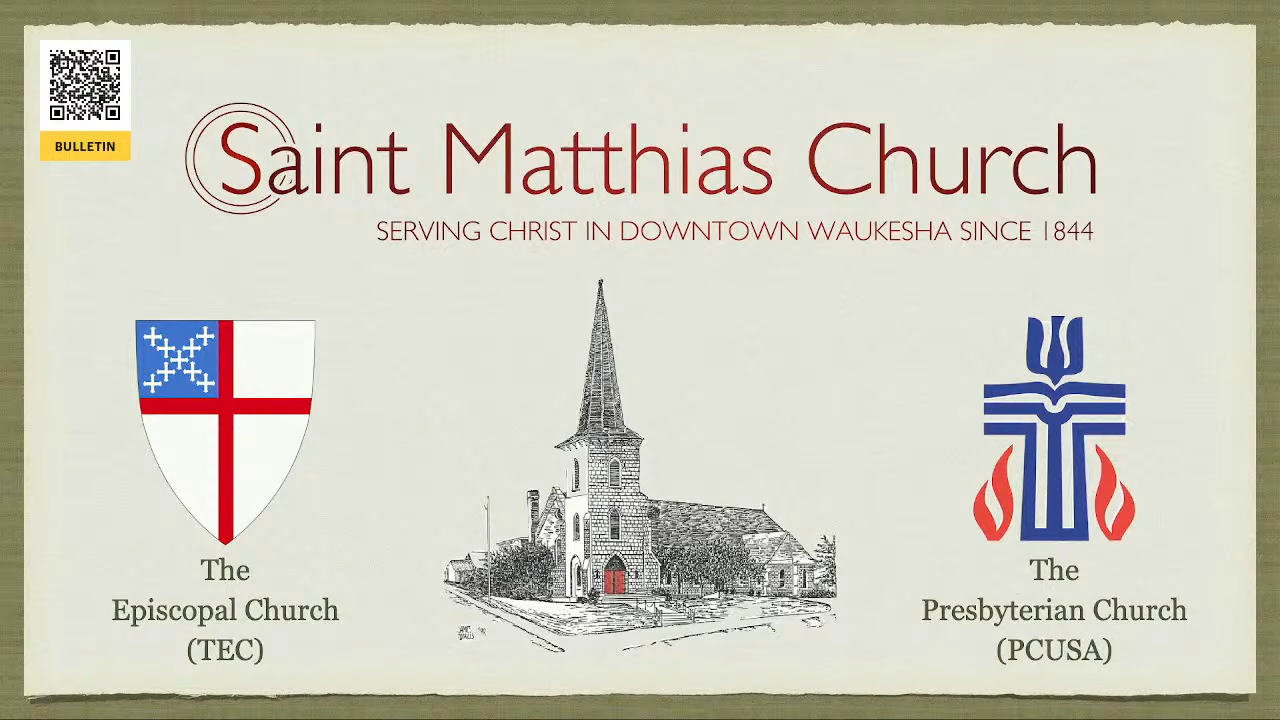 BULLETIN
Saint Matthias Church
SERVING CHRIST IN DOWNTOWN WAUKESHA SINCE 1844
The
Episcopal Church
(TEC)
The
Presbyterian Church
(PCUSA)